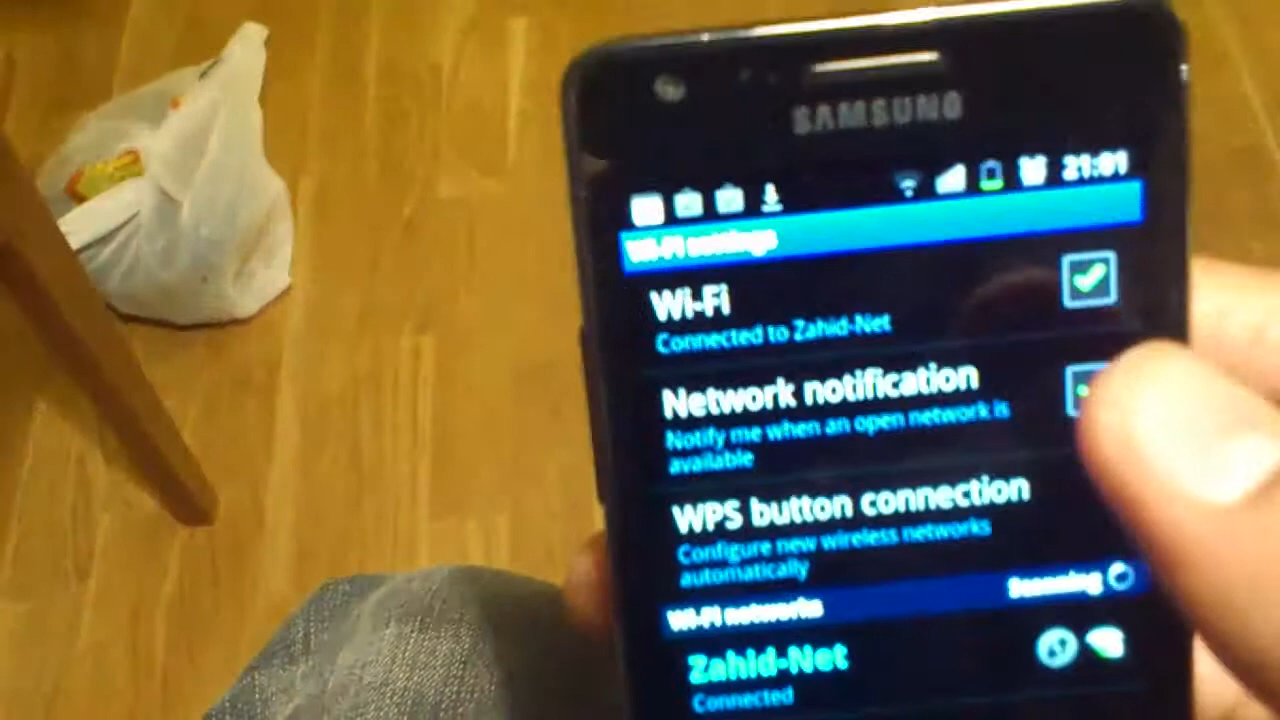 SAMSUNG
21:01
Wi-Fi settings
Wi-Fi
Connected to Zahid-Net
Network notification
Notify me when an open network is
available
WPS button connection
Configure new wireless networks
automatically
Wi-Fi networks
Scanning
Zahid-Net
Connected